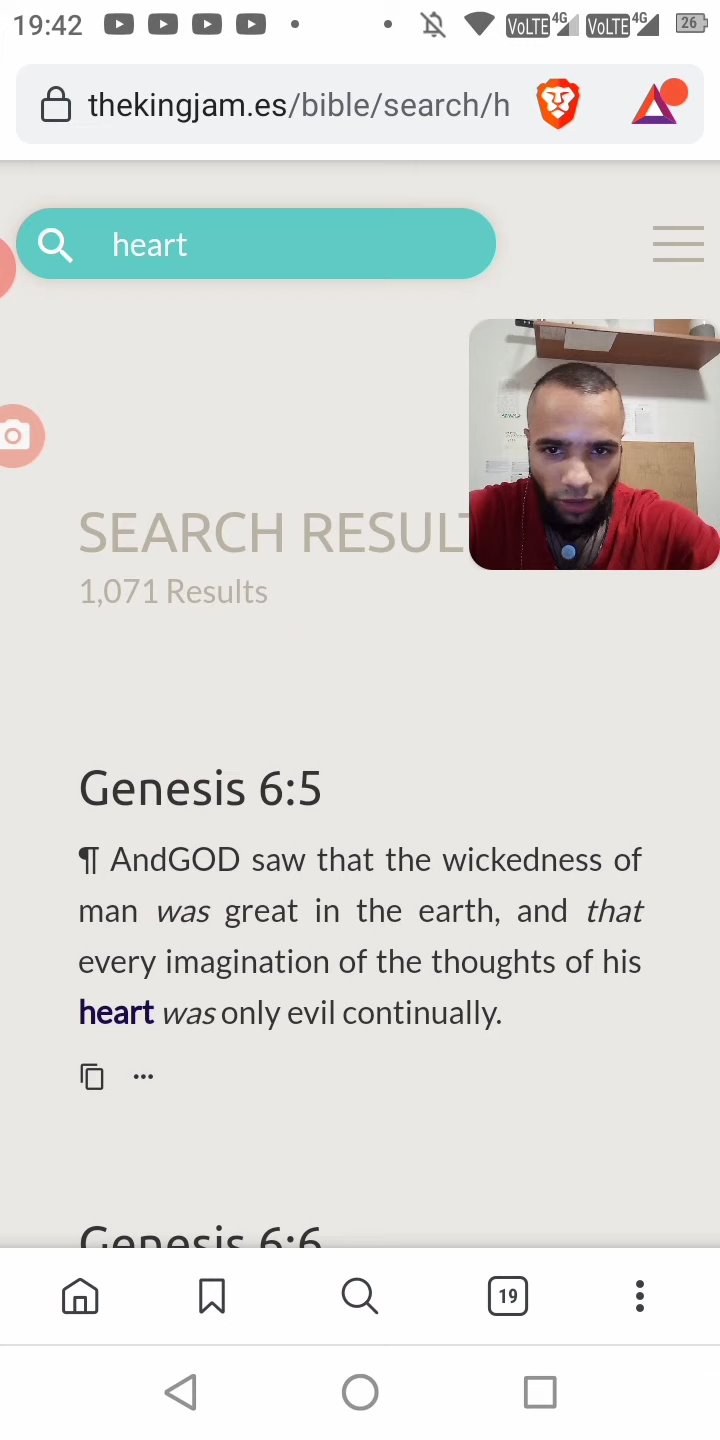 19:42 VoLTE 4G VoLTE 4G 26
thekingjam.es/bible/search/h
heart
SEARCH RESULT
1,071 Results
Genesis 6:5
¶ AndGOD saw that the wickedness of
man was great in the earth, and that
every imagination of the thoughts of his
heart was only evil continually.
Genesis 6:6
19